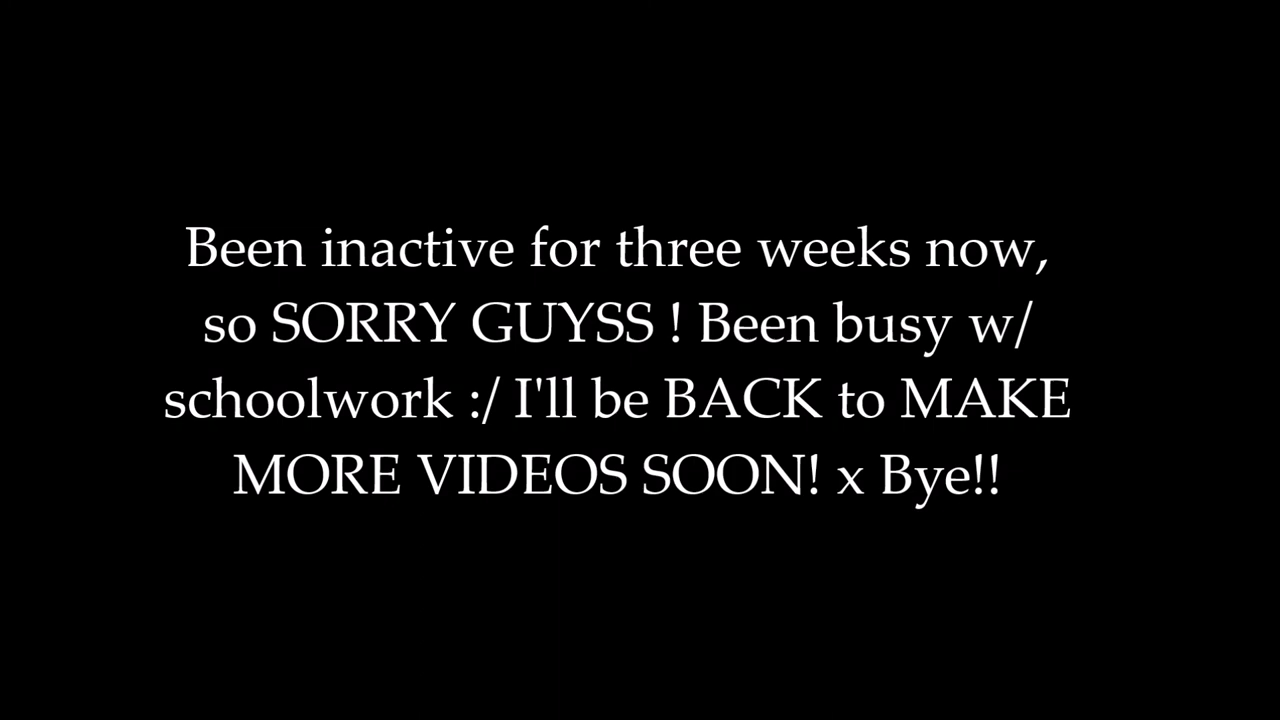 Been inactive for three weeks now,
so SORRY GUYSS ! Been busy w/
schoolwork :/ I'll be BACK to MAKE
MORE VIDEOS SOON! x Bye!!